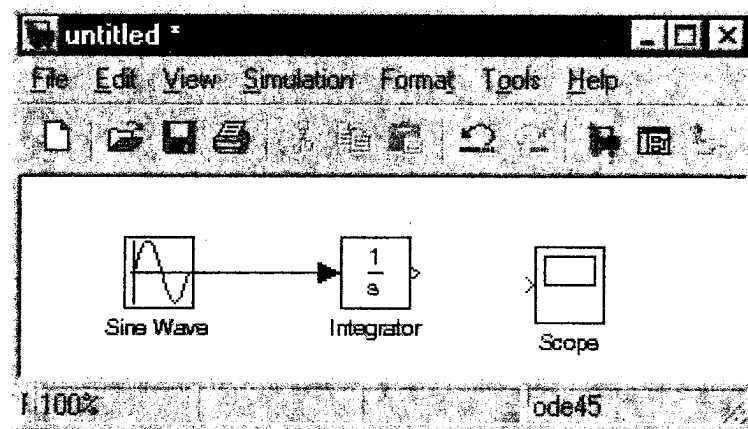 untitled *
File Edit View Simulation Format Tools Help
1
s
Sine Wave Integrator Scope
100% ode45